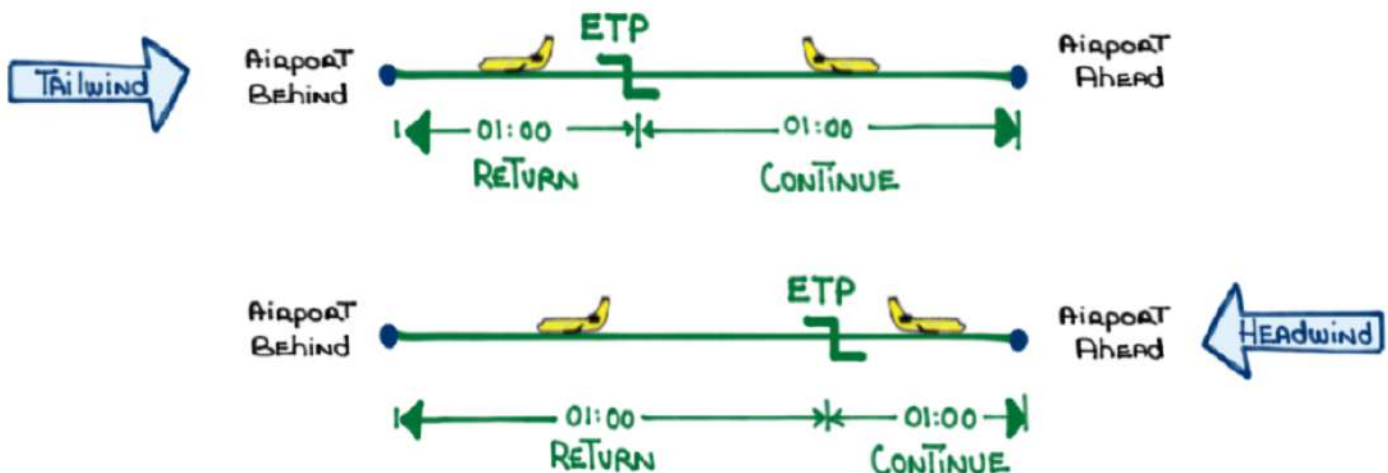 ETP
Tailwind
Airport
Behind
Airport
Ahead
01:00
01:00
Return
Continue
ETP
Airport
Behind
Airport
Ahead
Headwind
01:00
01:00
Return
Continue